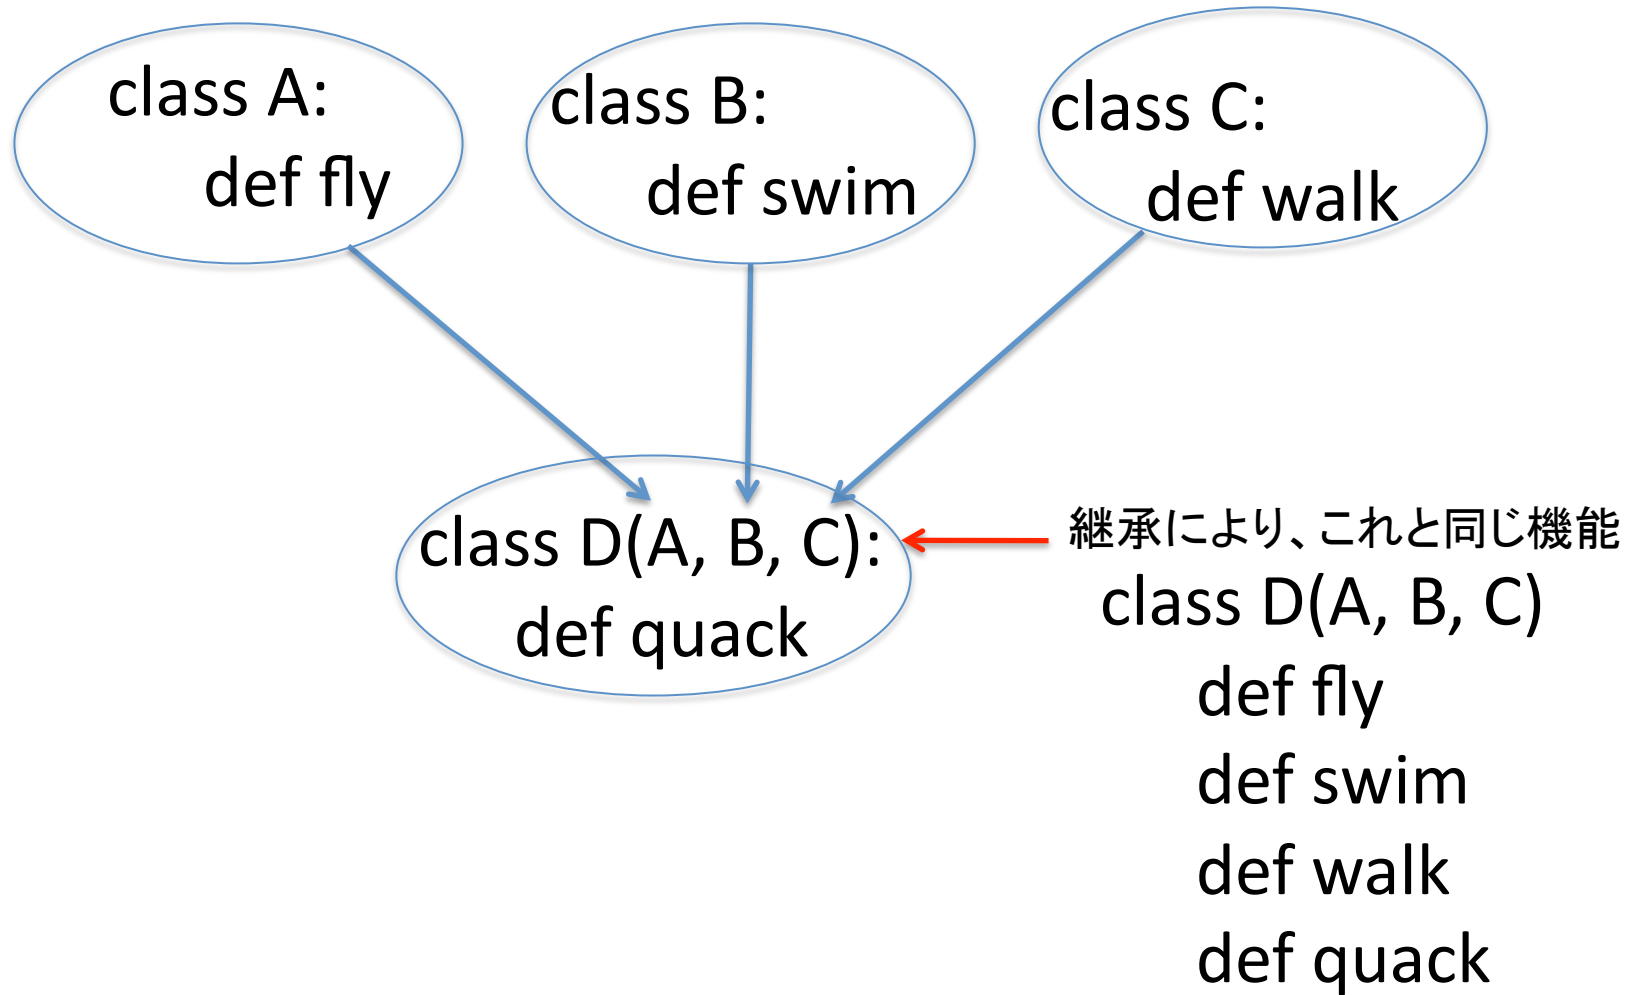 class A:
def fly
class B:
def swim
class C:
def walk
class D(A, B, C):
def quack
継承により、これと同じ機能
class D(A, B, C)
def fly
def swim
def walk
def quack